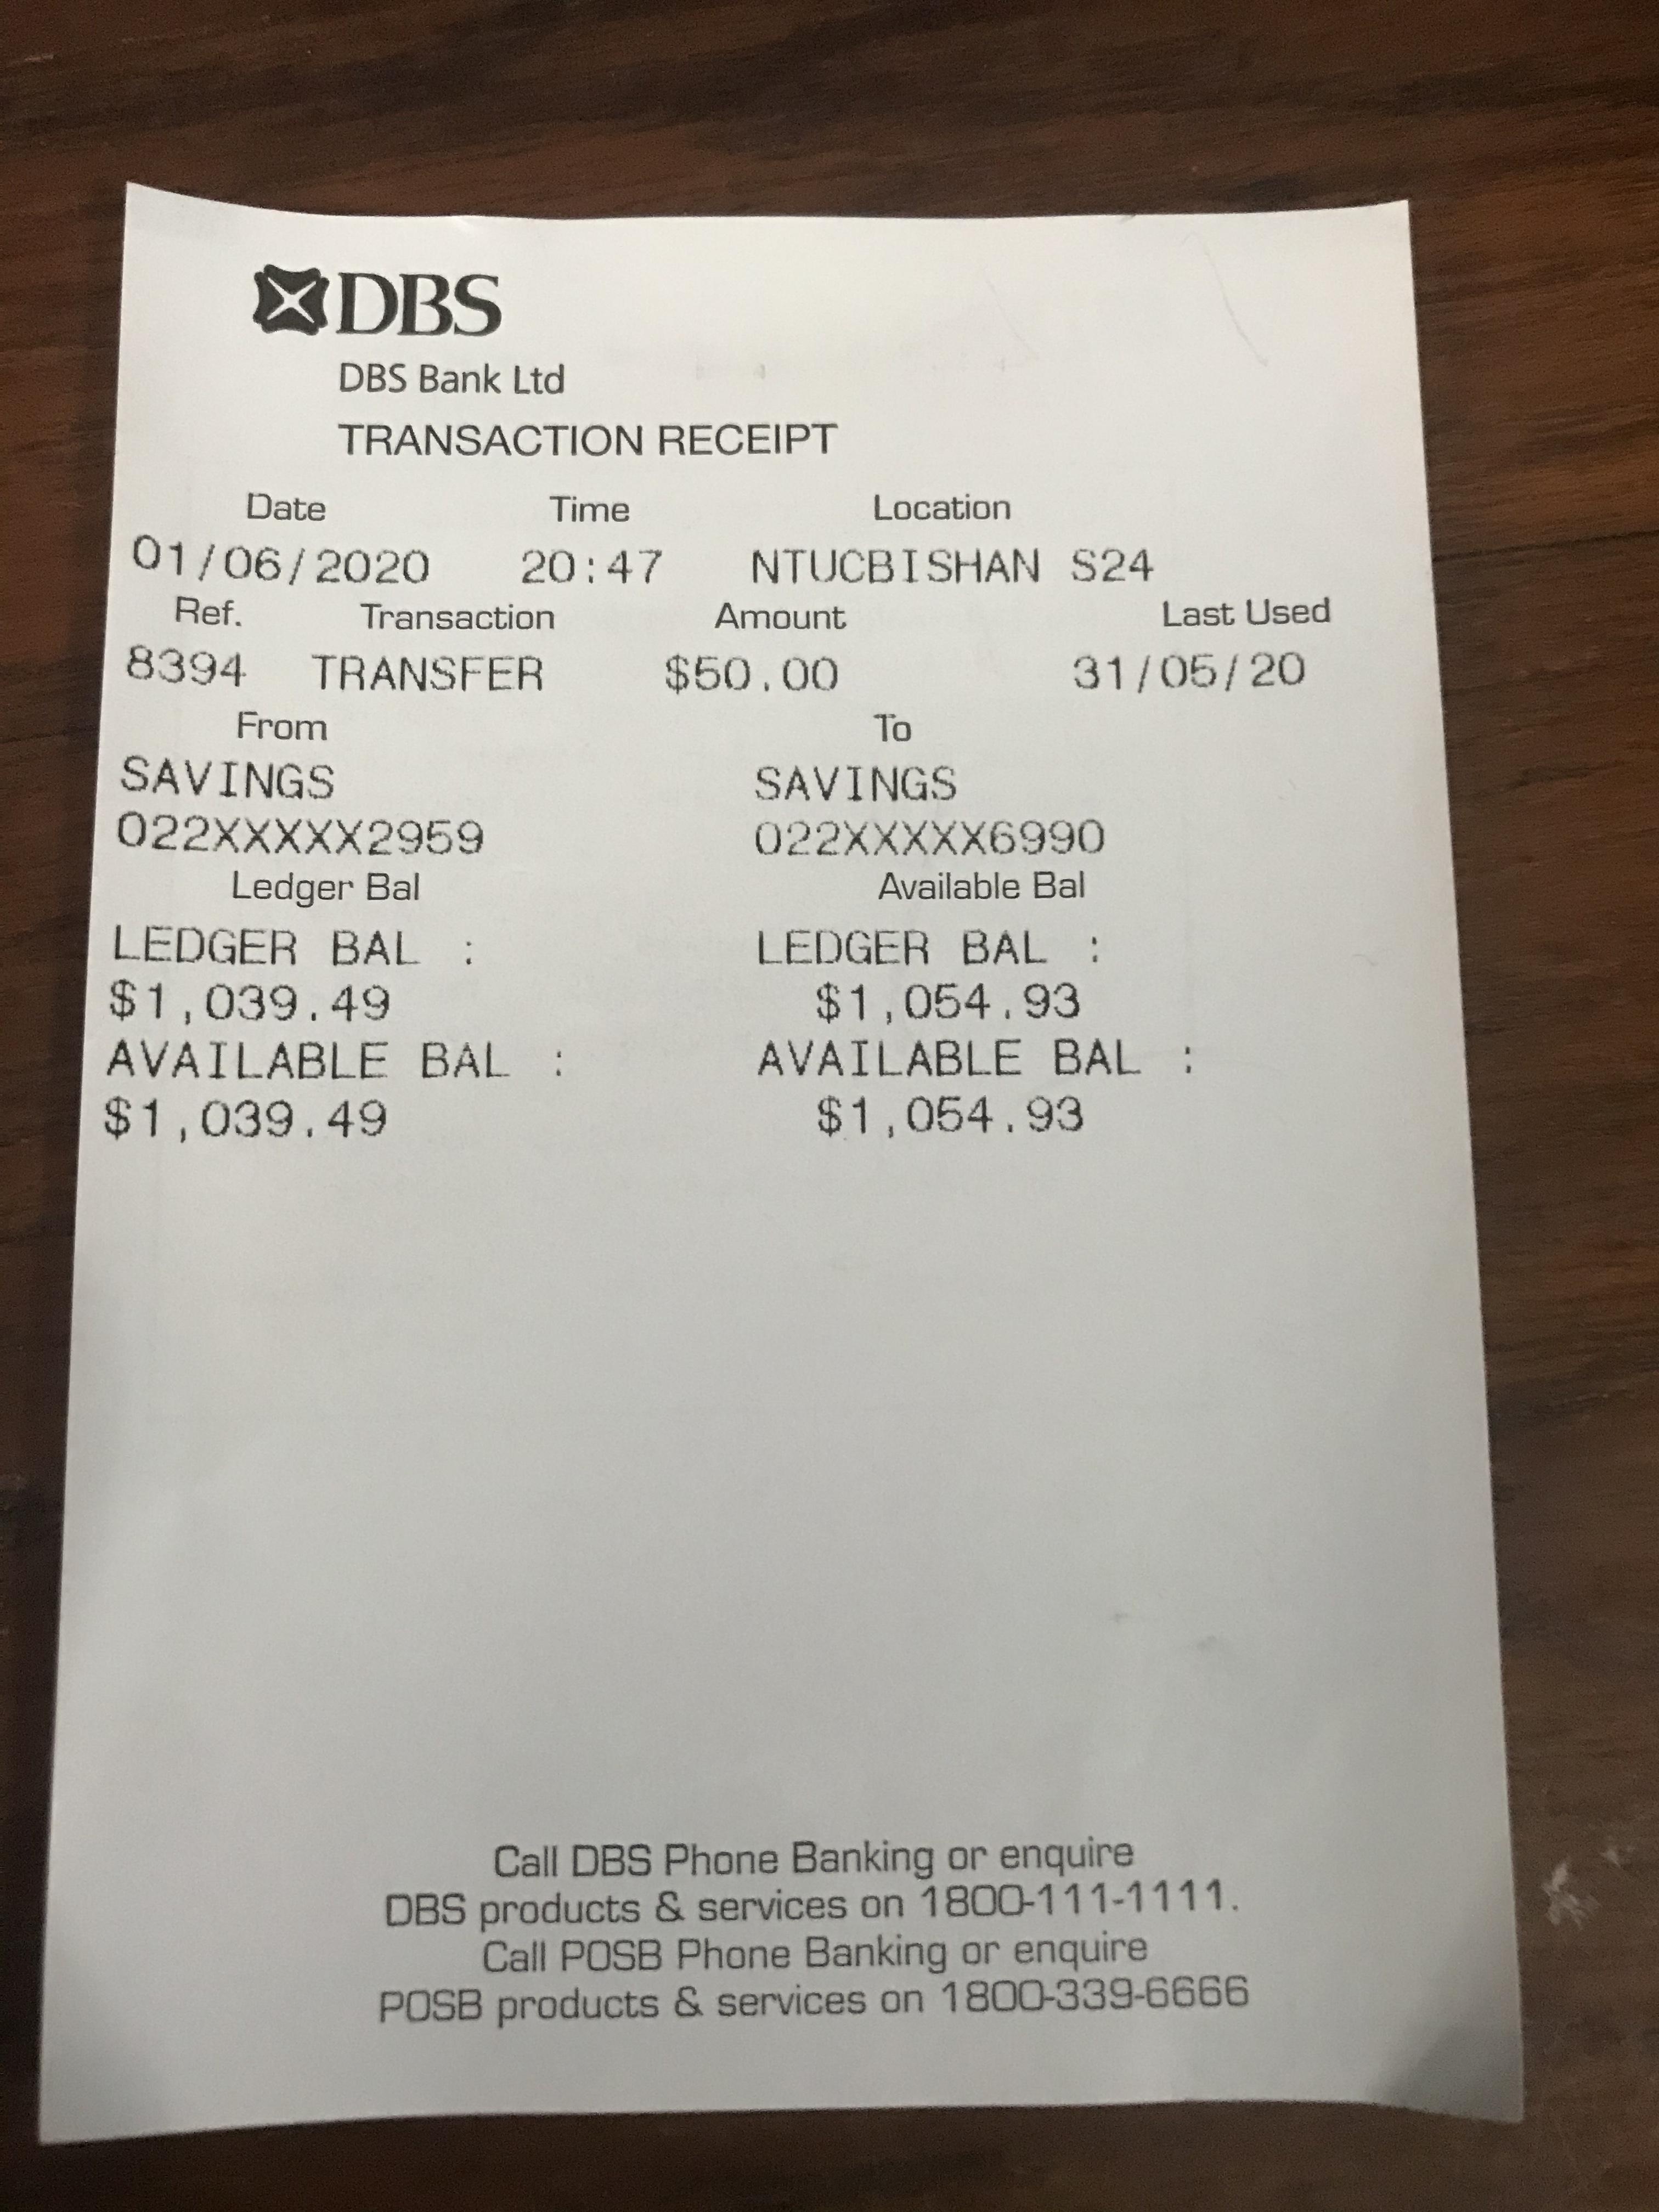 DBS
DBS Bank Ltd
TRANSACTION RECEIPT
Date Time Location
01/06/2020 20:47 NTUCBISHAN S24
Ref. Transaction Amount Last Used
8394 TRANSFER $50.00 31/05/20
From To
SAVINGS SAVINGS
022XXXXX2959 022XXXXX6990
Ledger Bal Available Bal
LEDGER BAL : LEDGER BAL :
$1,039.49 $1,054.93
AVAILABLE BAL : AVAILABLE BAL :
$1,039.49 $1,054.93
Call DBS Phone Banking or enquire
DBS products & services on 1800-111-1111.
Call POSB Phone Banking or enquire
POSB products & services on 1800-339-6666